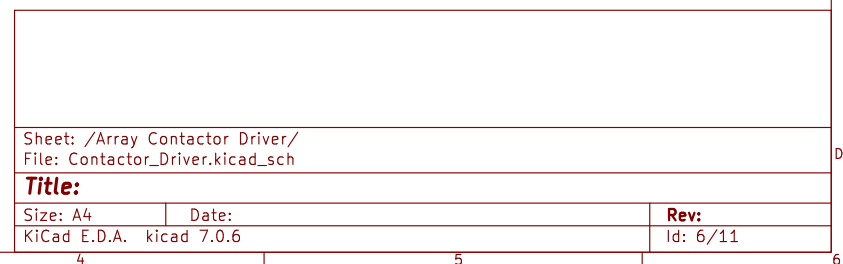 Sheet: /Array Contactor Driver/
File: Contactor_Driver.kicad_sch
D
Title:
Size: A4 Date: Rev:
KiCad E.D.A. kicad 7.0.6 Id: 6/11
4 5 6